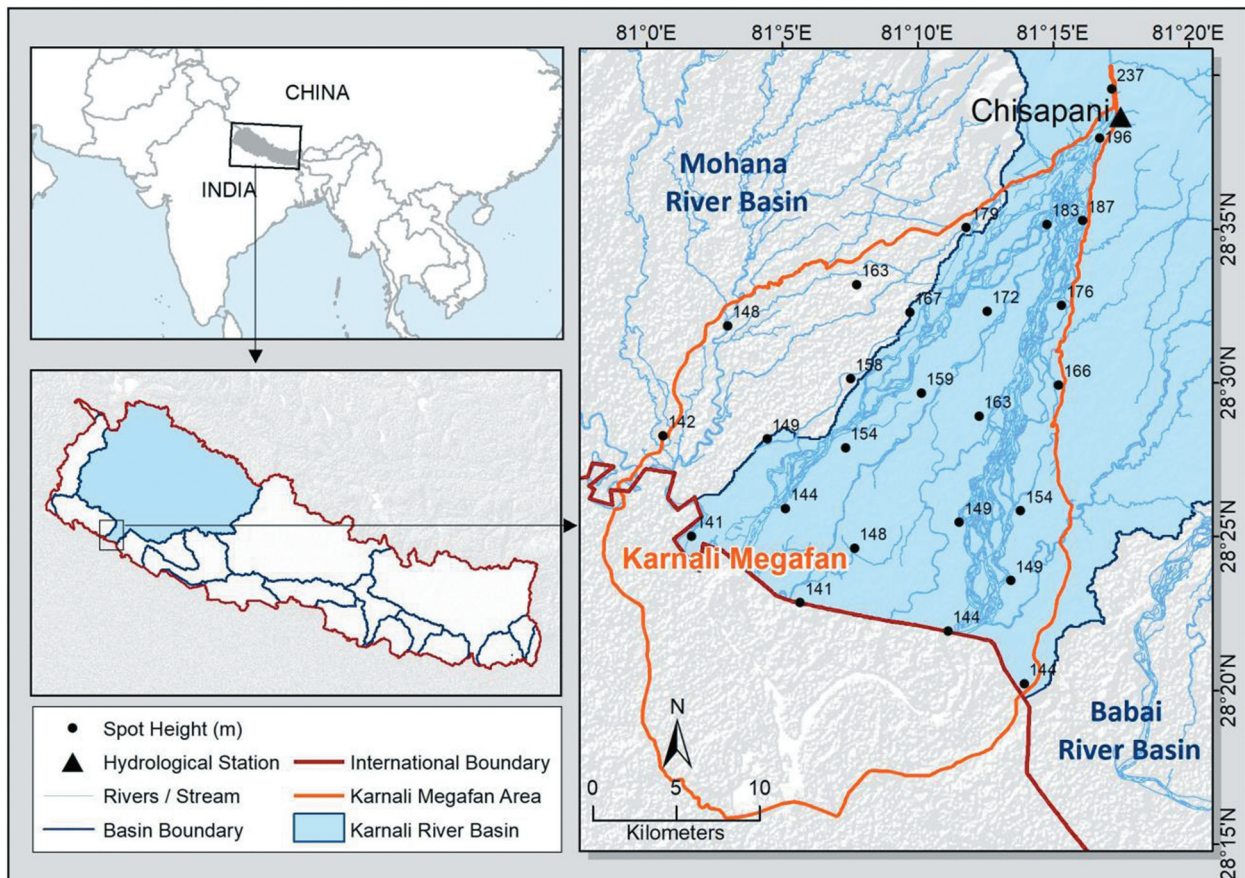 CHINA
INDIA
Spot Height (m)
Hydrological Station
Rivers / Stream
Basin Boundary
International Boundary
Karnali Megafan Area
Karnali River Basin
81°0'E
81°5'E
81°10'E
81°15'E
81°20'E
237
Chisapani
196
Mohana
River Basin
179
183
187
28°35'N
163
148
167
172
176
158
159
166
28°30'N
163
142
149
154
144
149
154
28°25'N
141
148
Karnali Megafan
149
141
144
144
28°20'N
Babai
River Basin
N
0
5
10
Kilometers
28°15'N